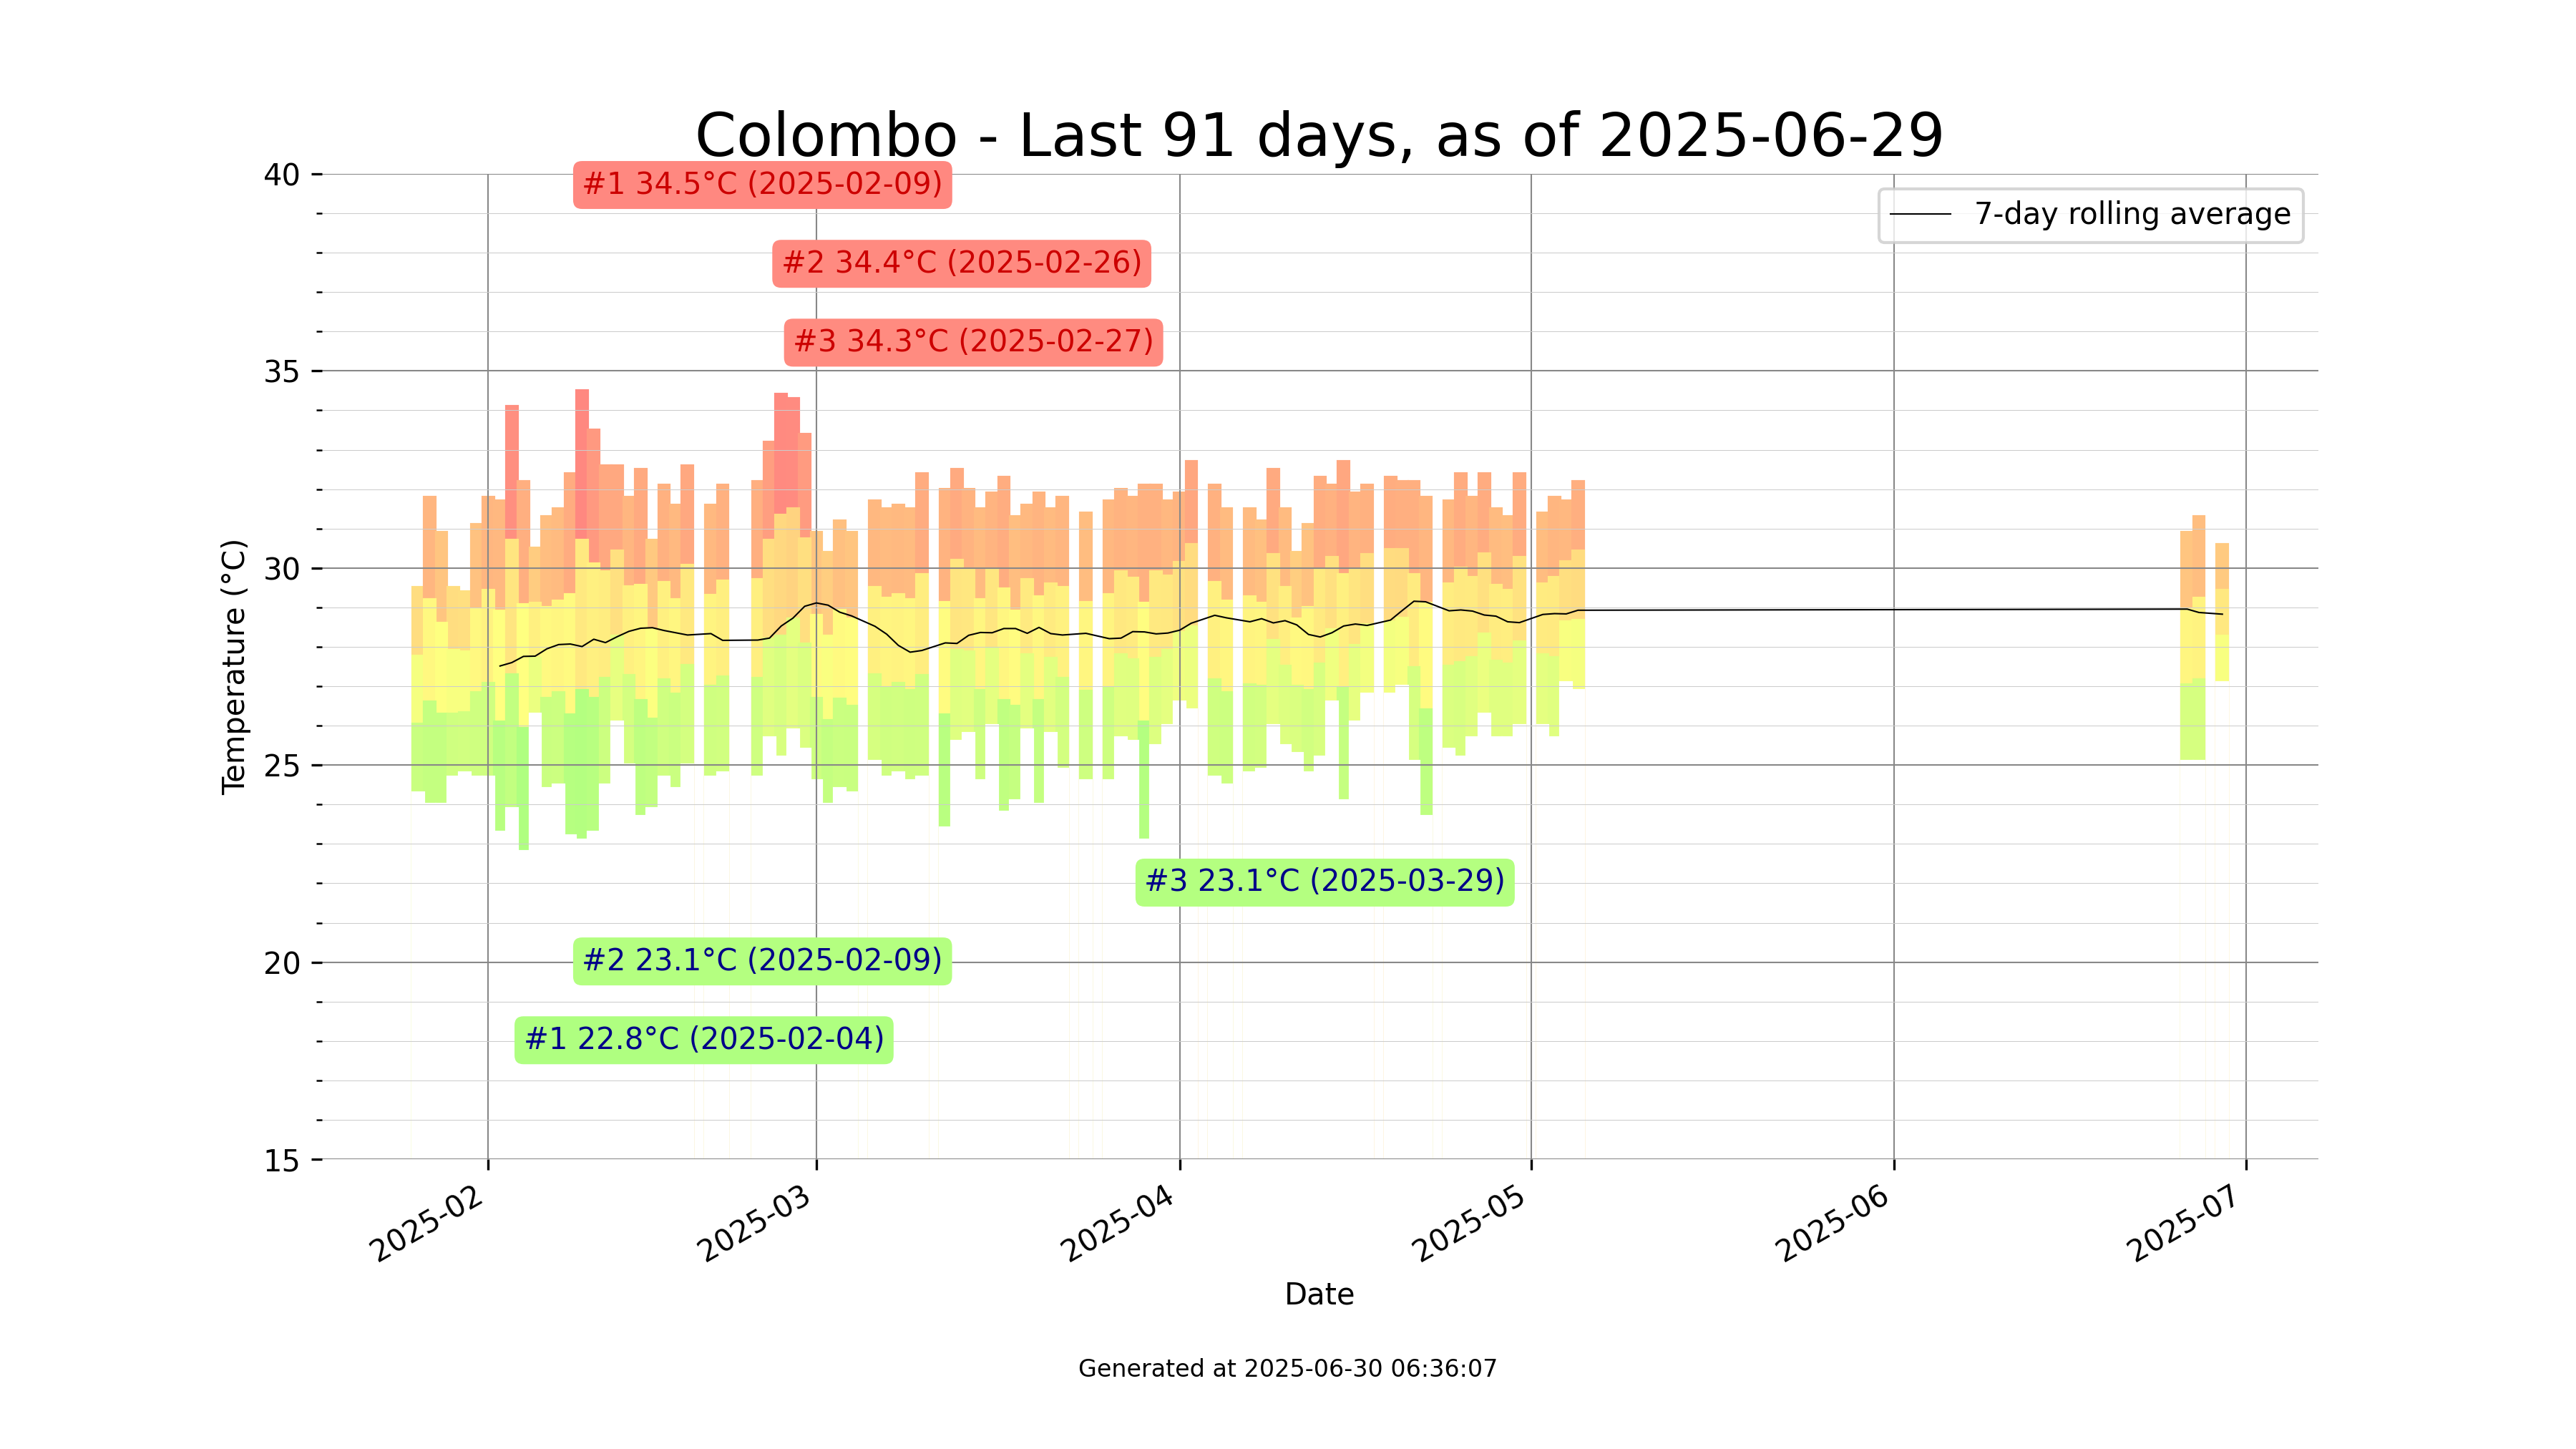 Colombo - Last 91 days, as of 2025-06-29
40
#1 34.5°C (2025-02-09)
7-day rolling average
#2 34.4°C (2025-02-26)
#3 34.3°C (2025-02-27)
35
30
Temperature (°C)
25
#3 23.1°C (2025-03-29)
20
#2 23.1°C (2025-02-09)
#1 22.8°C (2025-02-04)
15
2025-02
2025-03
2025-04
2025-05
2025-06
2025-07
Date
Generated at 2025-06-30 06:36:07